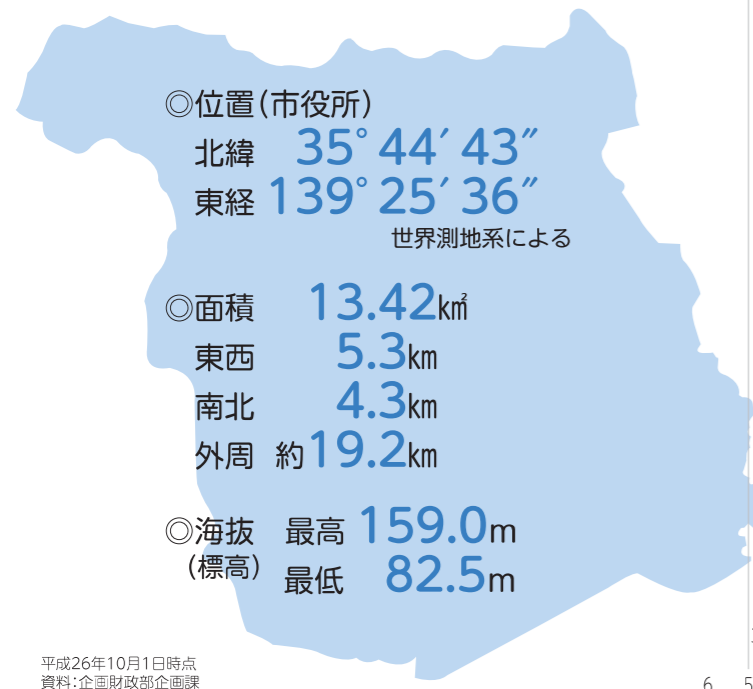 ◎位置(市役所)
北緯 35°44′43″
東経 139°25′36″
世界測地系による
◎面積 13.42㎢
東西 5.3㎞
南北 4.3㎞
外周 約19.2㎞
◎海抜 最高 159.0m
(標高) 最低 82.5m
平成26年10月1日時点
資料:企画財政部企画課
6 5